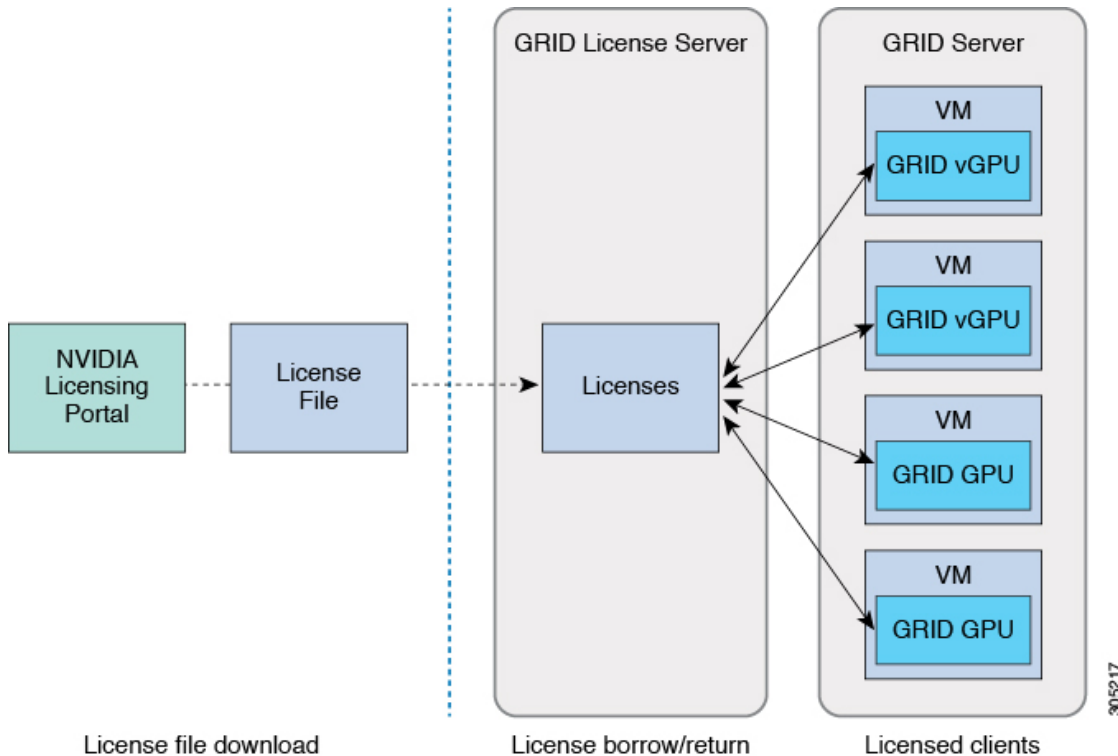 GRID License Server
GRID Server
VM
GRID vGPU
VM
GRID vGPU
NVIDIA
Licensing
Portal
License
File
Licenses
VM
GRID GPU
VM
GRID GPU
305217
License file download
License borrow/return
Licensed clients